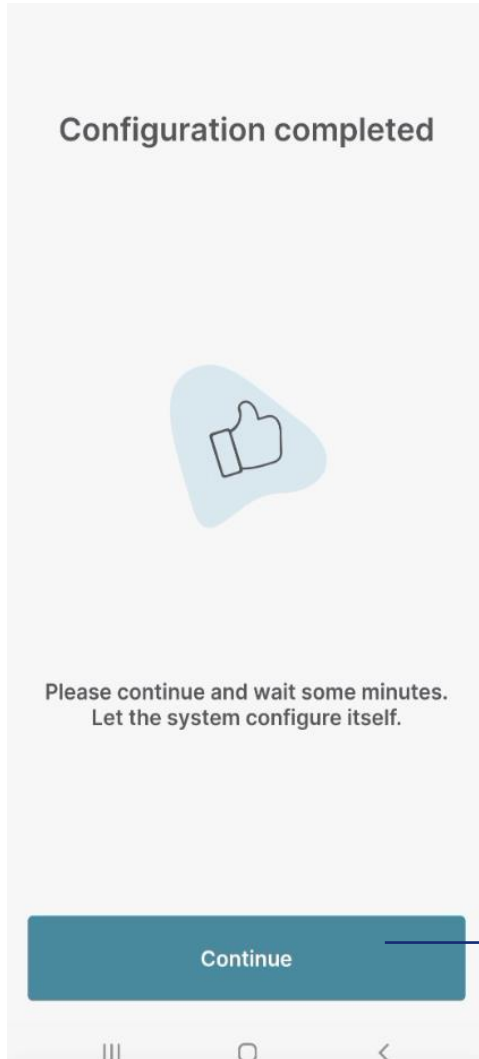 Configuration completed
Please continue and wait some minutes.
Let the system configure itself.
Continue